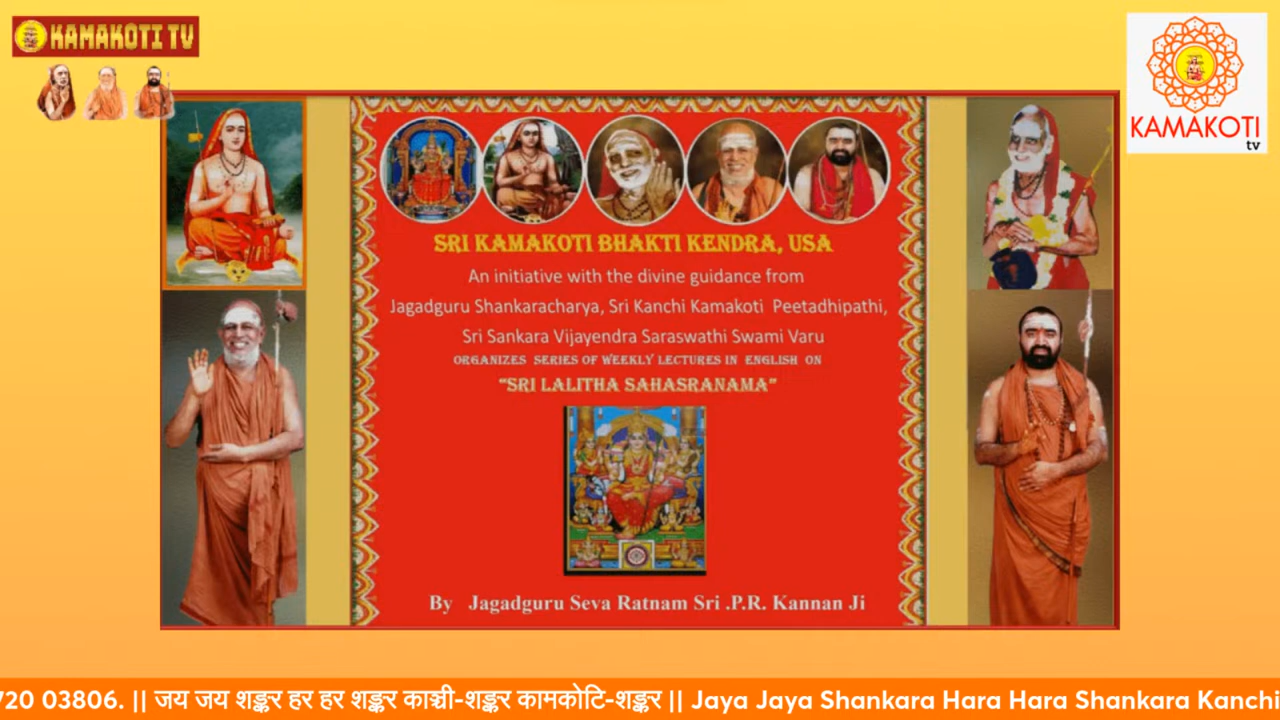 KAMAKOTI TV
KAMAKOTI
tv
SRI KAMAKOTI BHAKTI KENDRA, USA
An initiative with the divine guidance from
Jagadguru Shankaracharya, Sri Kanchi Kamakoti Peetadhipathi,
Sri Sankara Vijayendra Saraswathi Swami Varu
ORGANIZES SERIES OF WEEKLY LECTURES IN ENGLISH ON
“SRI LALITHA SAHASRANAMA”
By Jagadguru Seva Ratnam Sri .P.R. Kannan Ji
720 03806. || जय जय शङ्कर हर हर शङ्कर काञ्ची-शङ्कर कामकोटि-शङ्कर || Jaya Jaya Shankara Hara Hara Shankara Kanchi